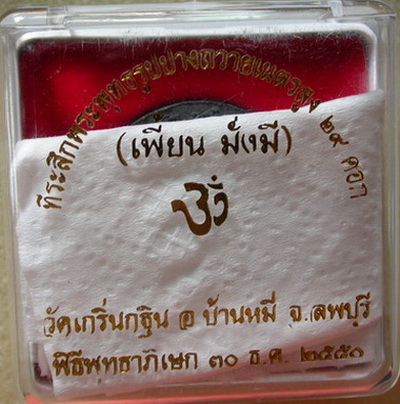 ที่ระลึกพระพุทธรูปปางถวายเนตรสูง ๒๙ ศอก
(เพี้ยน มั่งมี)
วัดเกริ่นกฐิน อ บ้านหมี่ จ.ลพบุรี
พิธีพุทธาภิเษก ๓๐ ธ.ค. ๒๕๕๑